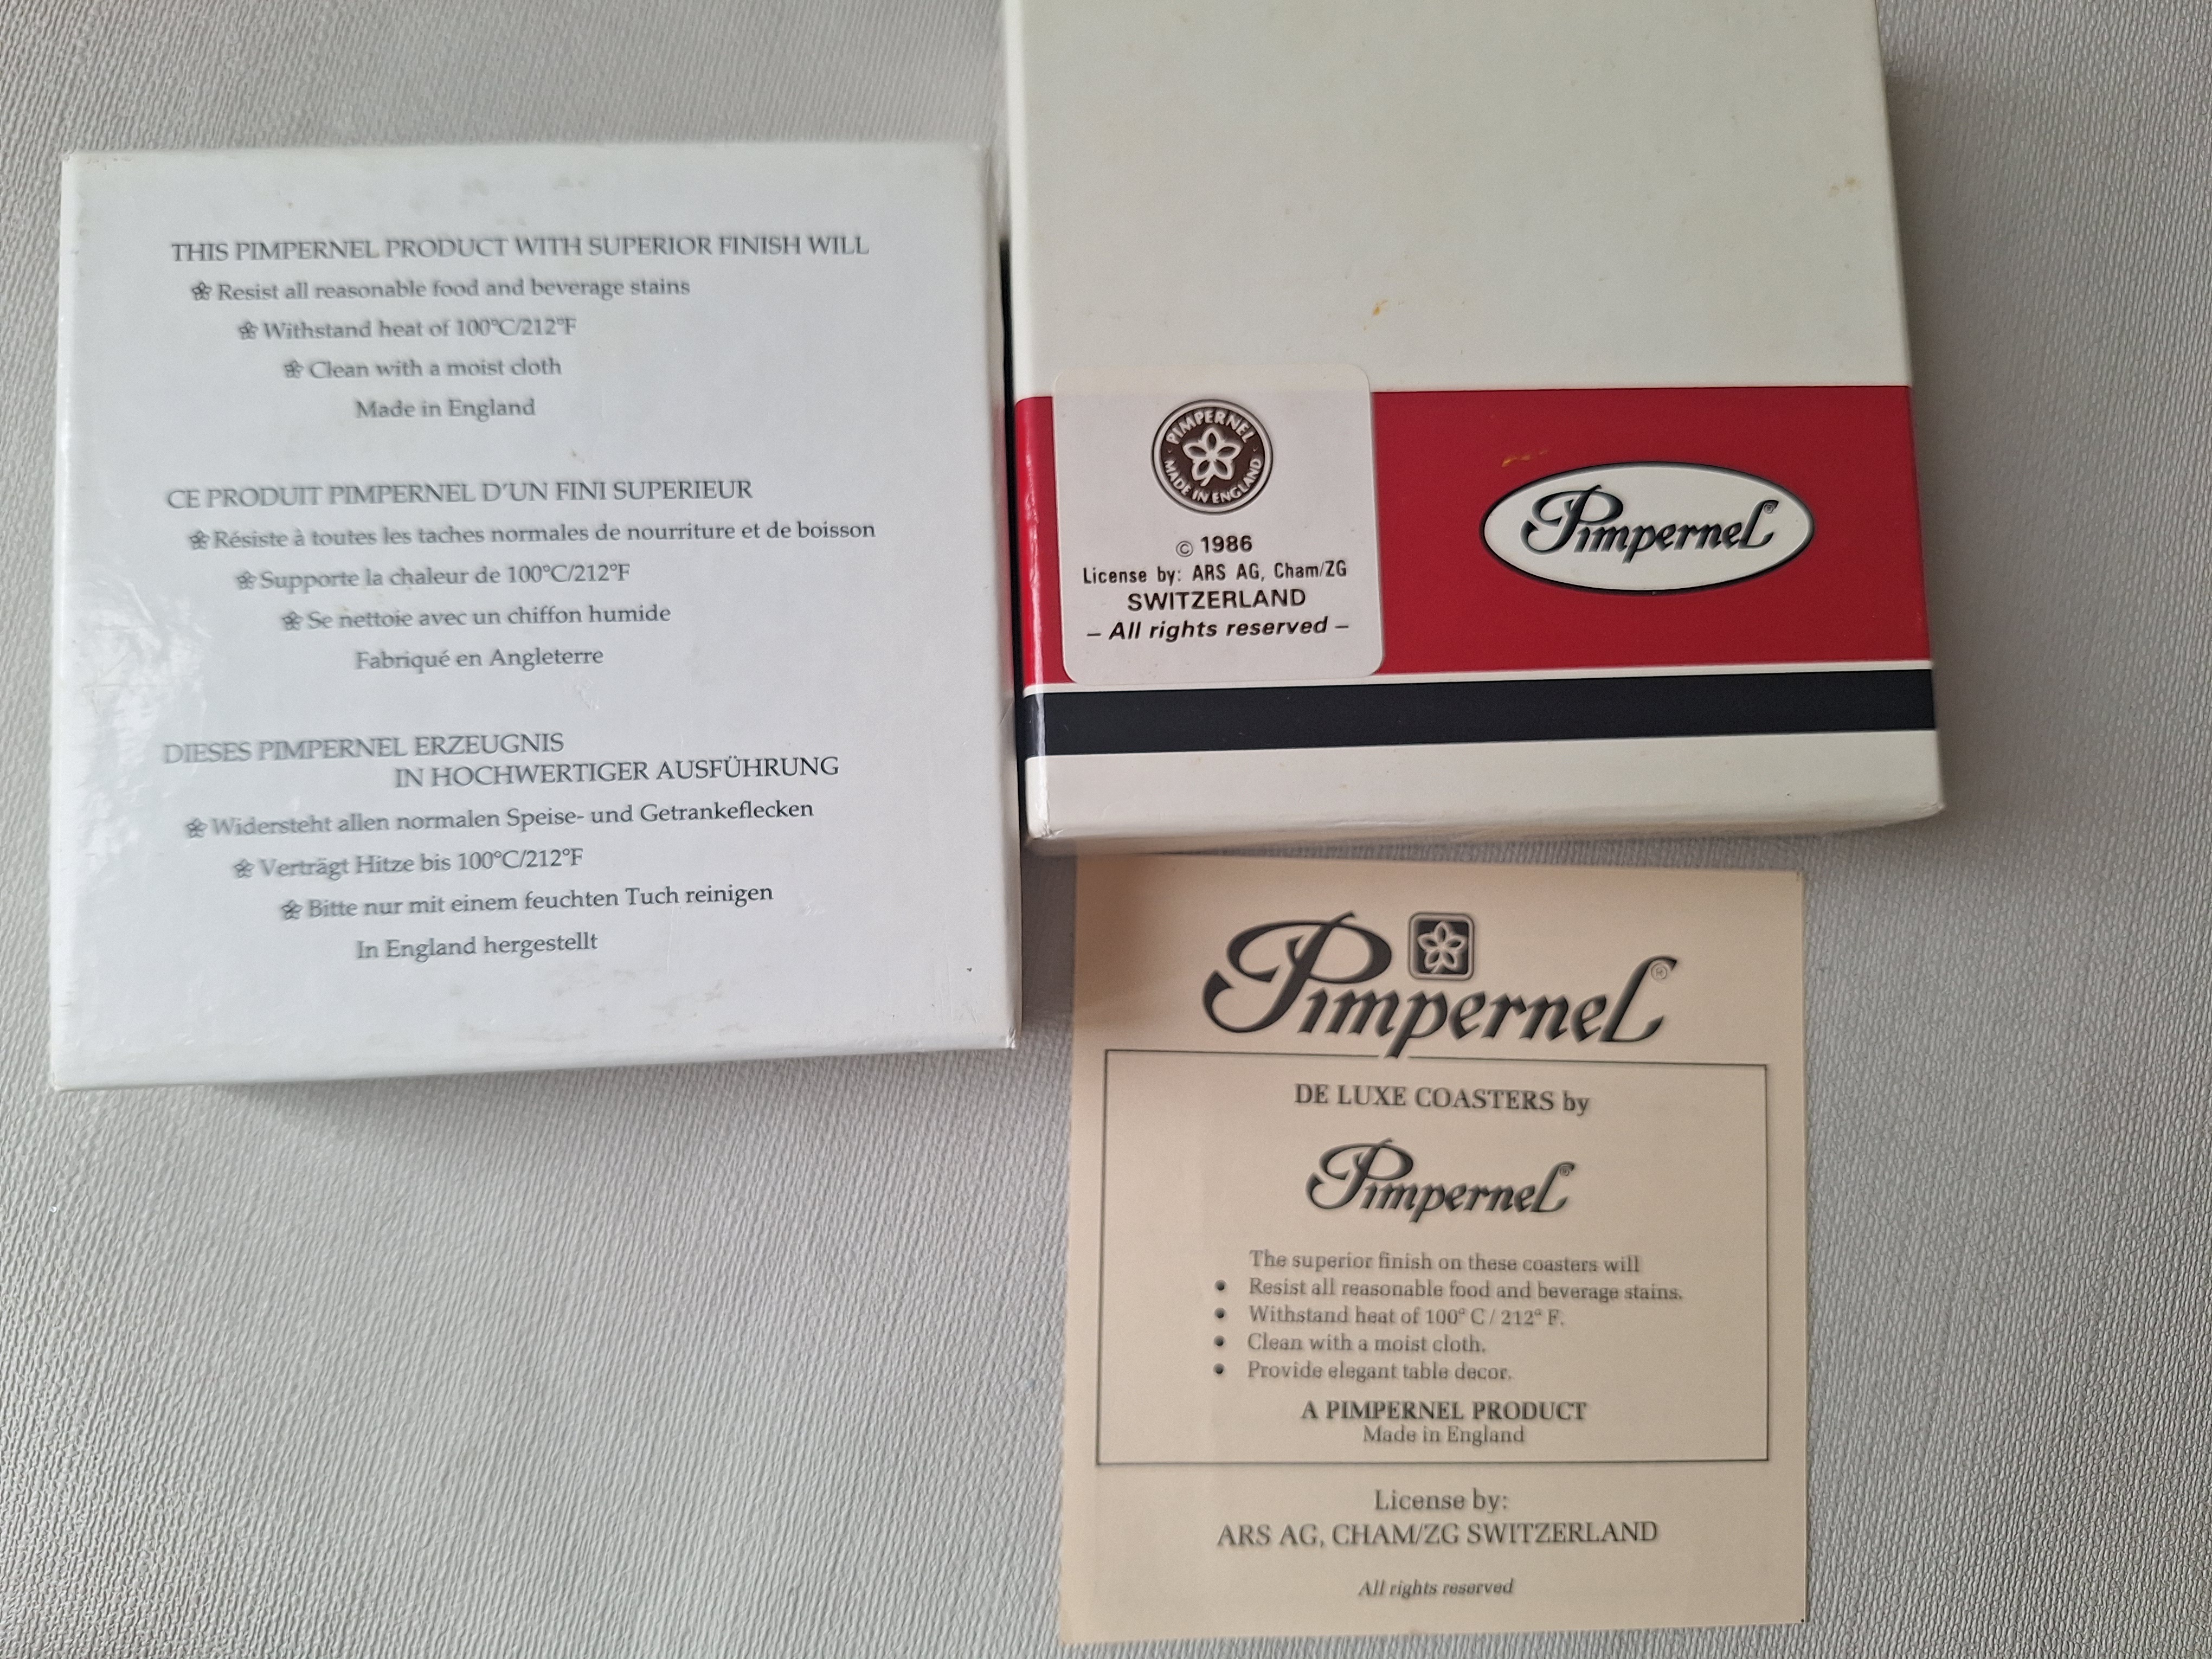 THIS PIMPERNEL PRODUCT WITH SUPERIOR FINISH WILL
Resist all reasonable food and beverage stains
Withstand heat of 100°C/212°F
Clean with a moist cloth
Made in England
CE PRODUIT PIMPERNEL D'UN FINI SUPERIEUR
Résiste à toutes les taches normales de nourriture et de boisson
Supporte la chaleur de 100°C/212°F
Se nettoie avec un chiffon humide
Fabriqué en Angleterre
DIESES PIMPERNEL ERZEUGNIS
IN HOCHWERTIGER AUSFÜHRUNG
Widersteht allen normalen Speise- und Getrankeflecken
Verträgt Hitze bis 100°C/212°F
Bitte nur mit einem feuchten Tuch reinigen
In England hergestellt
PIMPERNEL
· MADE IN ENGLAND ·
© 1986
License by: ARS AG, Cham/ZG
SWITZERLAND
– All rights reserved –
Pimpernel®
Pimpernel®
DE LUXE COASTERS by
Pimpernel®
The superior finish on these coasters will
• Resist all reasonable food and beverage stains.
• Withstand heat of 100° C / 212° F.
• Clean with a moist cloth.
• Provide elegant table decor.
A PIMPERNEL PRODUCT
Made in England
License by:
ARS AG, CHAM/ZG SWITZERLAND
All rights reserved